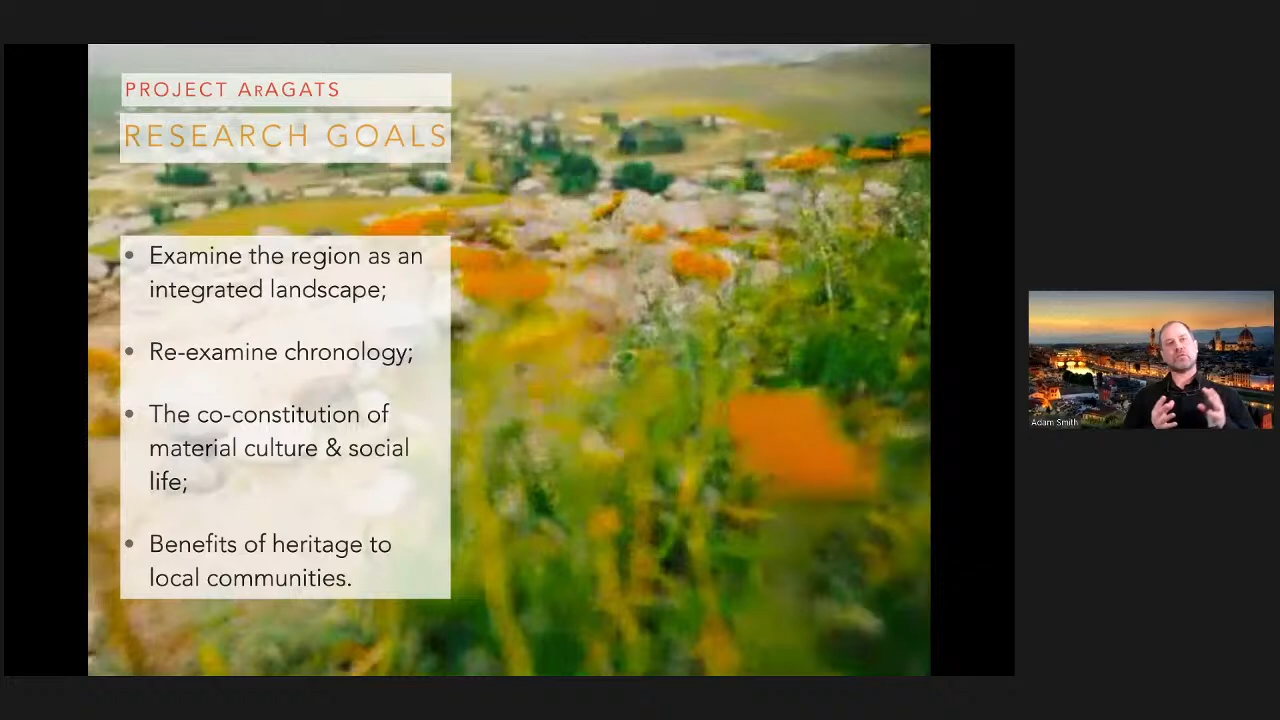 PROJECT ArAGATS
RESEARCH GOALS
• Examine the region as an
integrated landscape;
• Re-examine chronology;
• The co-constitution of
material culture & social
life;
• Benefits of heritage to
local communities.
Adam Smith